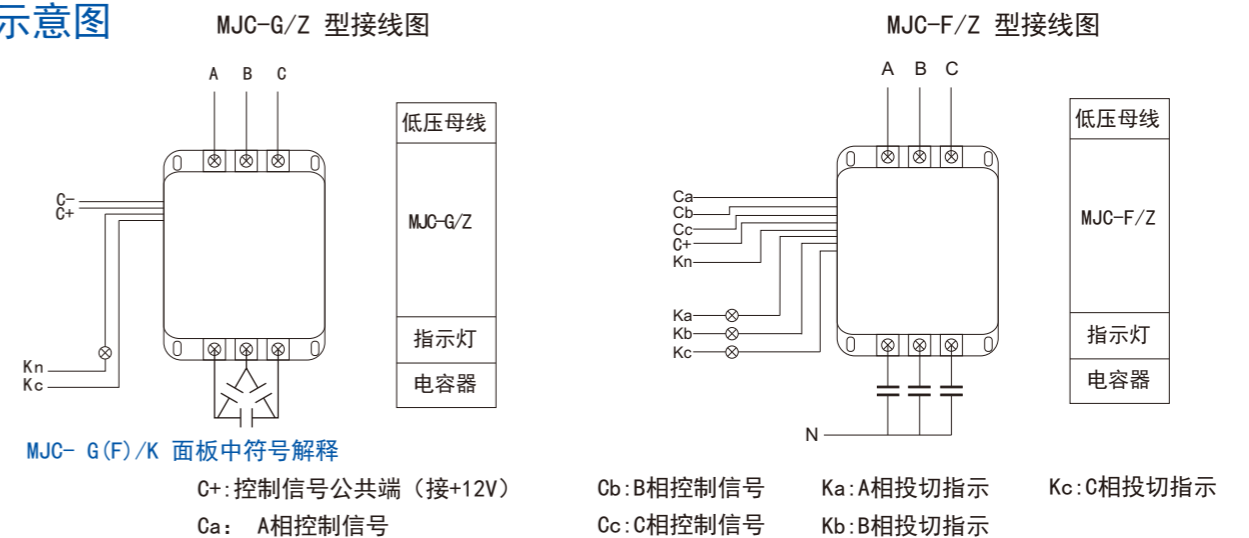 示意图
MJC-G/Z 型接线图
A B C
C-
C+
Kn
Kc
低压母线
MJC-G/Z
指示灯
电容器
MJC-F/Z 型接线图
A B C
Ca
Cb
Cc
C+
Kn
Ka
Kb
Kc
N
低压母线
MJC-F/Z
指示灯
电容器
MJC- G(F)/K 面板中符号解释
C+:控制信号公共端（接+12V） Cb:B相控制信号 Ka:A相投切指示 Kc:C相投切指示
Ca: A相控制信号 Cc:C相控制信号 Kb:B相投切指示